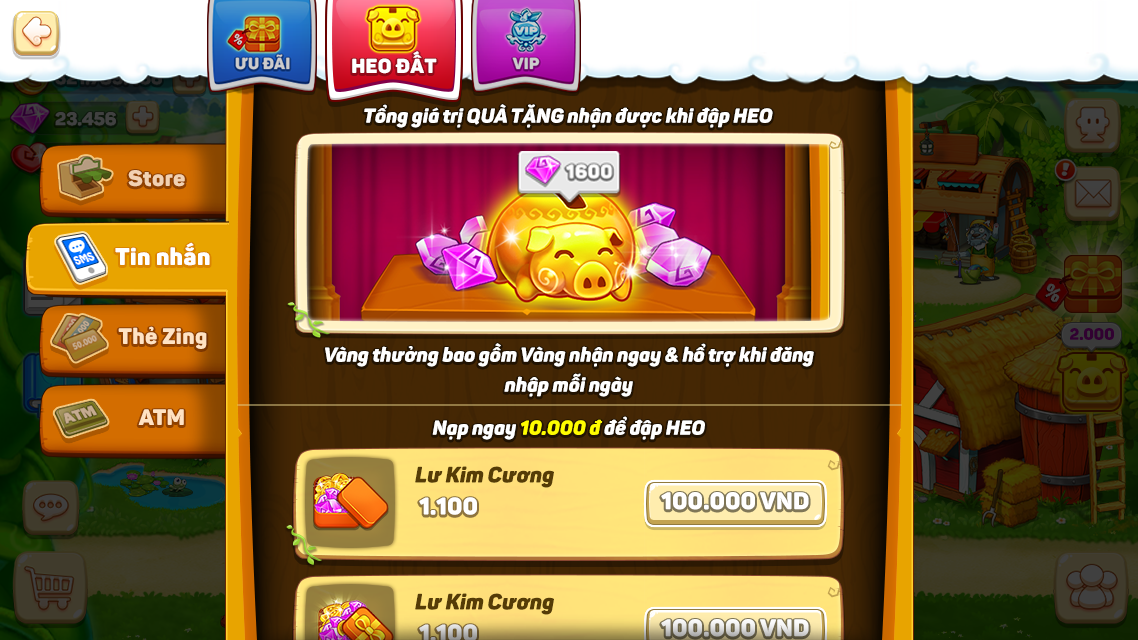 %
ƯU ĐÃI
HEO ĐẤT
VIP
VIP
23.456
Tổng giá trị QUÀ TẶNG nhận được khi đập HEO
1600
Store
SMS
Tin nhắn
50.000
Thẻ Zing
ATM
ATM
!
%
2.000
Vàng thưởng bao gồm Vàng nhận ngay & hổ trợ khi đăng
nhập mỗi ngày
Nạp ngay 10.000 đ để đập HEO
Lư Kim Cương
1.100
100.000 VND
Lư Kim Cương
1.100
100.000 VND